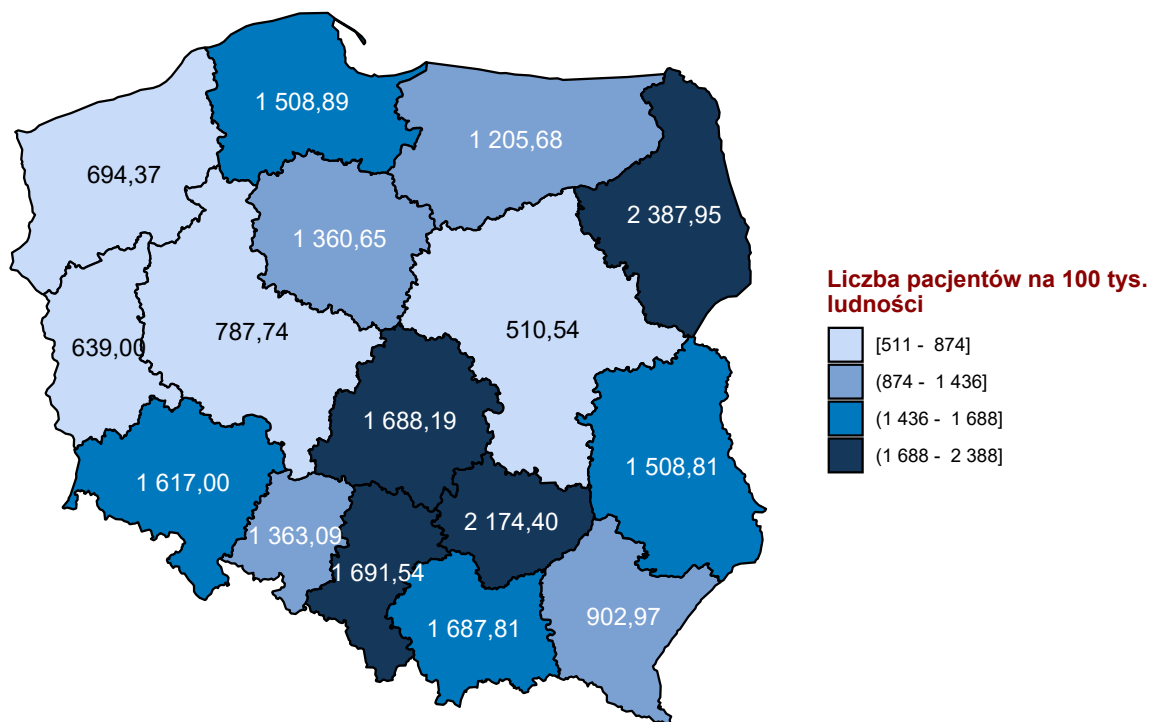 1 508,89
1 205,68
694,37
2 387,95
1 360,65
787,74
510,54
639,00
1 688,19
1 508,81
1 617,00
2 174,40
1 363,09
1 691,54
902,97
1 687,81
Liczba pacjentów na 100 tys.
ludności
[511 - 874]
(874 - 1 436]
(1 436 - 1 688]
(1 688 - 2 388]